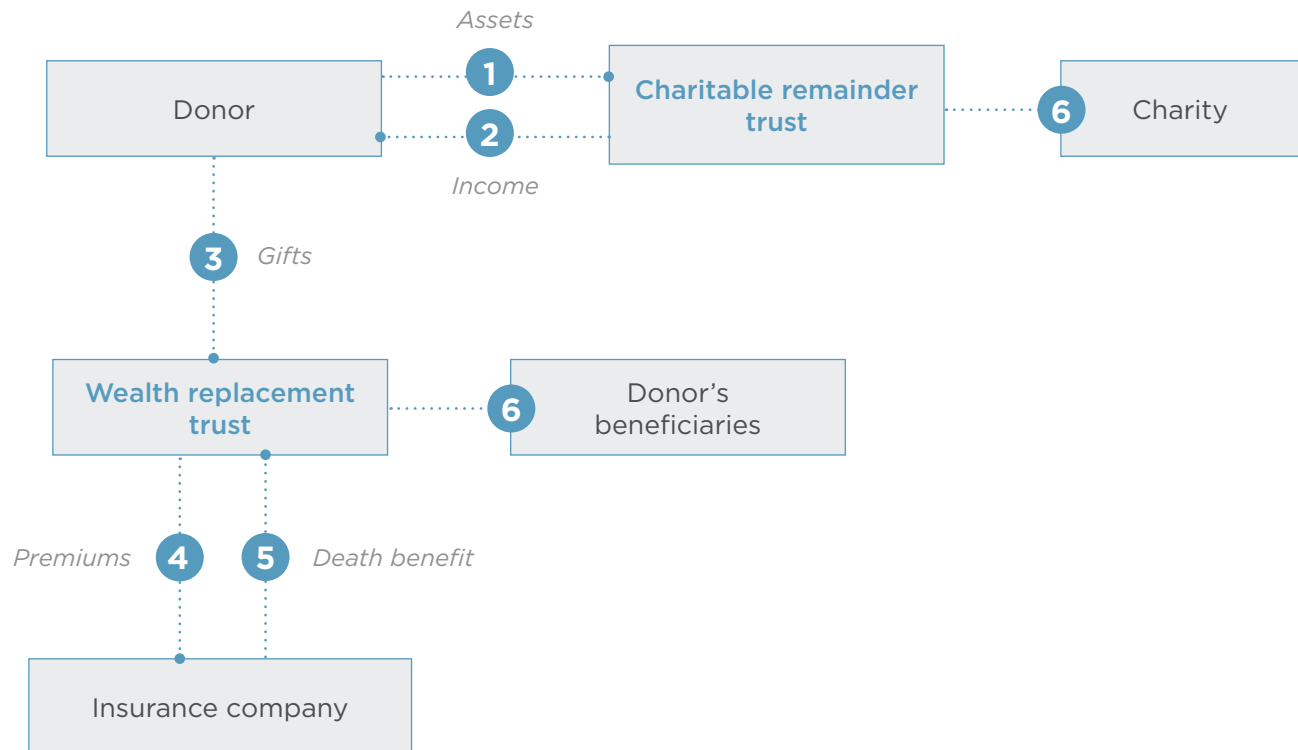 Assets
1
Donor
Charitable remainder
trust
6
Charity
2
Income
3
Gifts
Wealth replacement
trust
6
Donor's
beneficiaries
Premiums
4
5
Death benefit
Insurance company